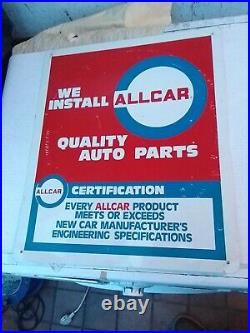 WE
INSTALL ALLCAR
QUALITY
AUTO PARTS
ALLCAR CERTIFICATION
EVERY ALLCAR PRODUCT
MEETS OR EXCEEDS
NEW CAR MANUFACTURER'S
ENGINEERING SPECIFICATIONS